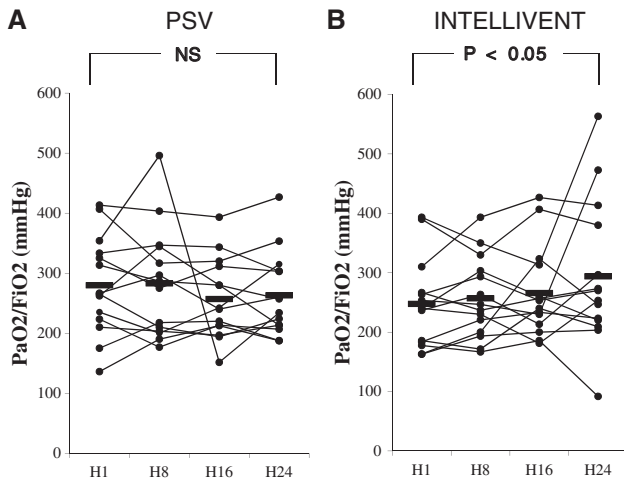 A PSV
NS
PaO2/FiO2 (mmHg)
600
500
400
300
200
100
0
H1 H8 H16 H24
B INTELLIVENT
P < 0.05
PaO2/FiO2 (mmHg)
600
500
400
300
200
100
0
H1 H8 H16 H24